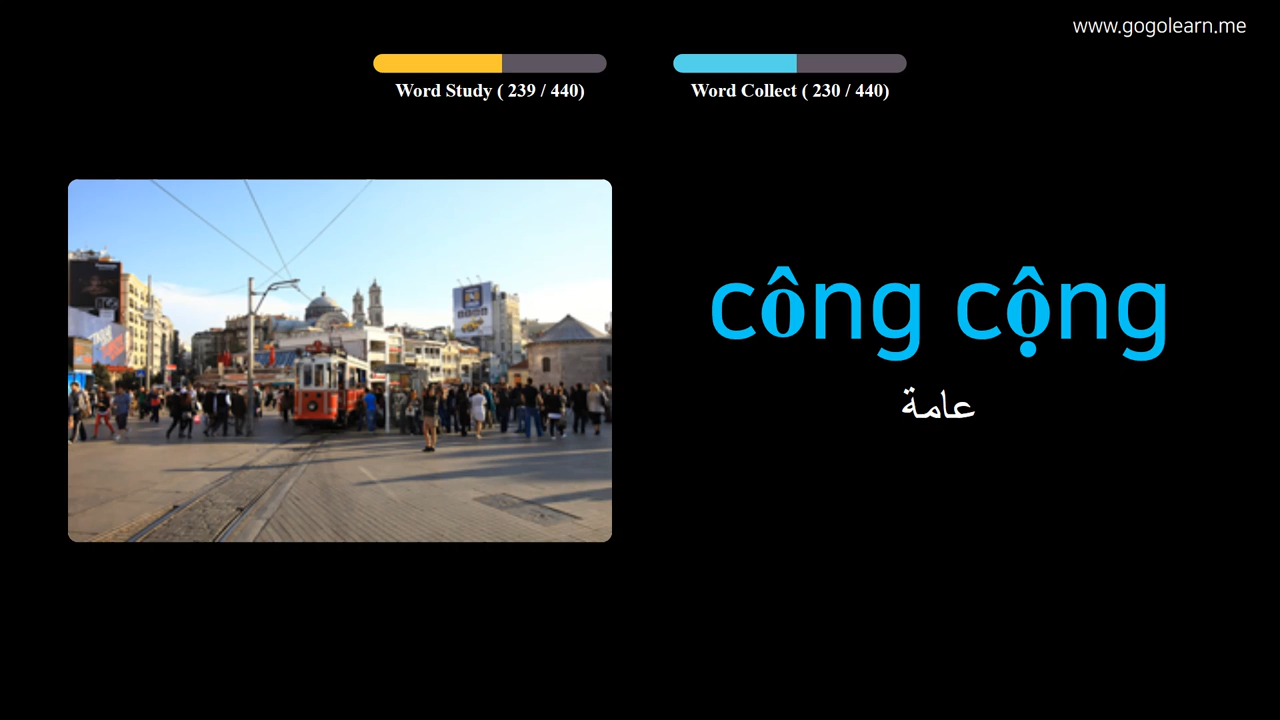 www.gogolearn.me
Word Study ( 239 / 440)
Word Collect ( 230 / 440)
công cộng
عامة